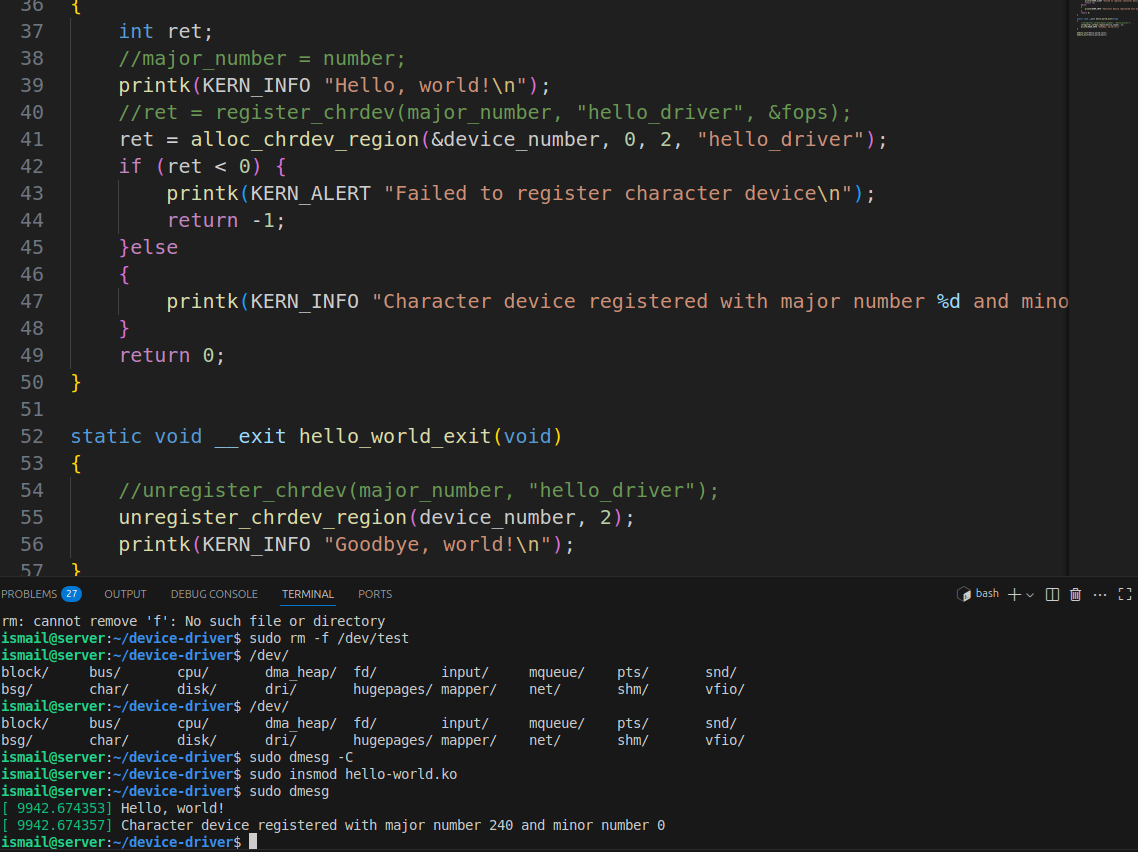 36 {
37     int ret;
38     //major_number = number;
39     printk(KERN_INFO "Hello, world!\n");
40     //ret = register_chrdev(major_number, "hello_driver", &fops);
41     ret = alloc_chrdev_region(&device_number, 0, 2, "hello_driver");
42     if (ret < 0) {
43         printk(KERN_ALERT "Failed to register character device\n");
44         return -1;
45     }else
46     {
47         printk(KERN_INFO "Character device registered with major number %d and mino
48     }
49     return 0;
50 }
51
52 static void __exit hello_world_exit(void)
53 {
54     //unregister_chrdev(major_number, "hello_driver");
55     unregister_chrdev_region(device_number, 2);
56     printk(KERN_INFO "Goodbye, world!\n");
57 }
PROBLEMS 27 OUTPUT DEBUG CONSOLE TERMINAL PORTS bash
rm: cannot remove 'f': No such file or directory
ismail@server:~/device-driver$ sudo rm -f /dev/test
ismail@server:~/device-driver$ /dev/
block/ bus/ cpu/ dma_heap/ fd/ input/ mqueue/ pts/ snd/
bsg/ char/ disk/ dri/ hugepages/ mapper/ net/ shm/ vfio/
ismail@server:~/device-driver$ /dev/
block/ bus/ cpu/ dma_heap/ fd/ input/ mqueue/ pts/ snd/
bsg/ char/ disk/ dri/ hugepages/ mapper/ net/ shm/ vfio/
ismail@server:~/device-driver$ sudo dmesg -C
ismail@server:~/device-driver$ sudo insmod hello-world.ko
ismail@server:~/device-driver$ sudo dmesg
[ 9942.674353] Hello, world!
[ 9942.674357] Character device registered with major number 240 and minor number 0
ismail@server:~/device-driver$